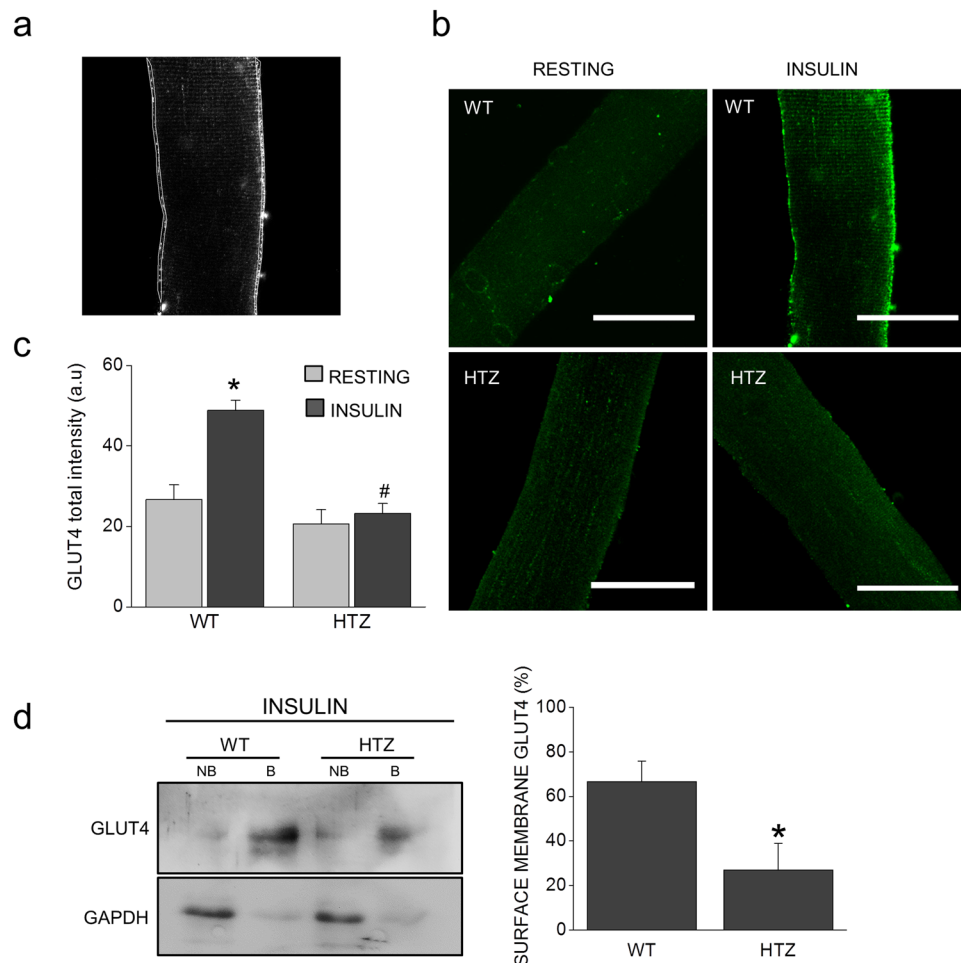 a
b
RESTING
INSULIN
WT
WT
HTZ
HTZ
c
GLUT4 total intensity (a.u)
60
40
20
0
RESTING
INSULIN
*
#
WT
HTZ
d
INSULIN
WT
HTZ
NB
B
NB
B
GLUT4
GAPDH
SURFACE MEMBRANE GLUT4 (%)
100
80
60
40
20
0
*
WT
HTZ